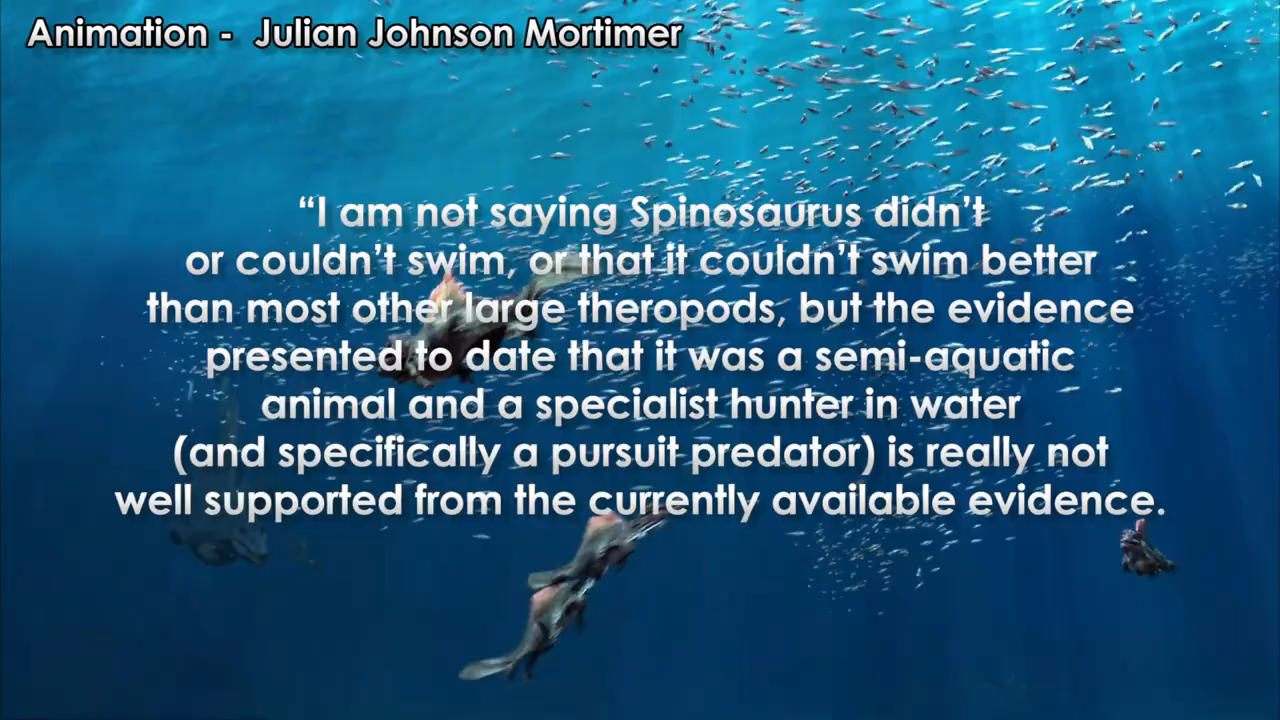 Animation -  Julian Johnson Mortimer
“I am not saying Spinosaurus didn’t
or couldn’t swim, or that it couldn’t swim better
than most other large theropods, but the evidence
presented to date that it was a semi-aquatic
animal and a specialist hunter in water
(and specifically a pursuit predator) is really not
well supported from the currently available evidence.